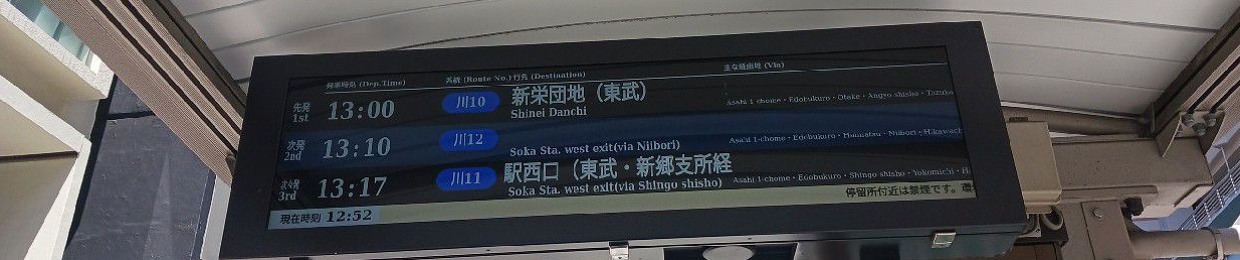 発車時刻 (Dep.Time) 系統 (Route No.) 行先 (Destination) 主な経由地 (Via)
先発 1st 13:00 川10 新栄団地（東武） Shinei Danchi Asahi 1-chome・Edobukuro・Otake・Angyo shisho・
次発 2nd 13:10 川12 Soka Sta. west exit(via Niibori) Asahi 1-chome・Edobukuro・Niibori・
次々発 3rd 13:17 川11 駅西口（東武・新郷支所経 Soka Sta. west exit(via Shingo shisho) Asahi 1-chome・Edobukuro・Shingo shisho・Yokomichi・H
現在時刻 12:52 停留所付近は禁煙です。環